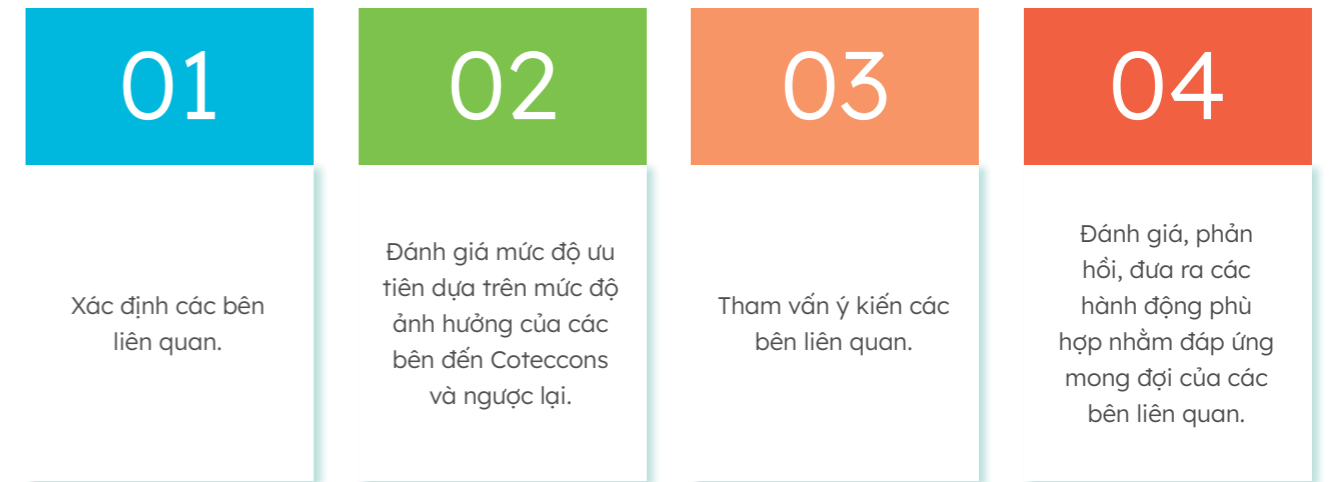 01
Xác định các bên
liên quan.
02
Đánh giá mức độ ưu
tiên dựa trên mức độ
ảnh hưởng của các
bên đến Coteccons
và ngược lại.
03
Tham vấn ý kiến các
bên liên quan.
04
Đánh giá, phản
hồi, đưa ra các
hành động phù
hợp nhằm đáp ứng
mong đợi của các
bên liên quan.